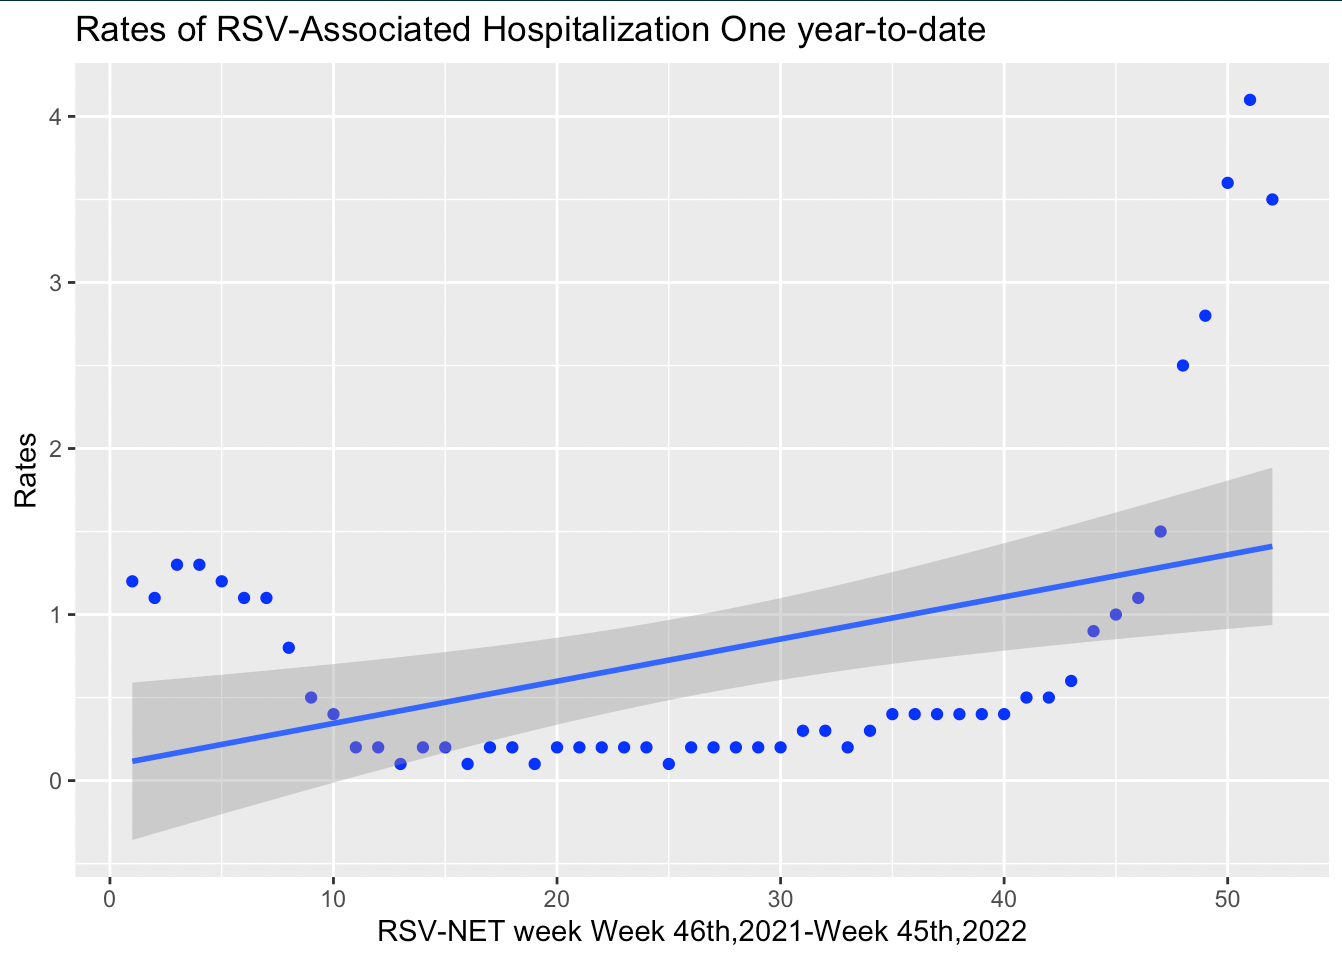 Rates of RSV-Associated Hospitalization One year-to-date
4
3
2
1
0
Rates
0 10 20 30 40 50
RSV-NET week Week 46th,2021-Week 45th,2022